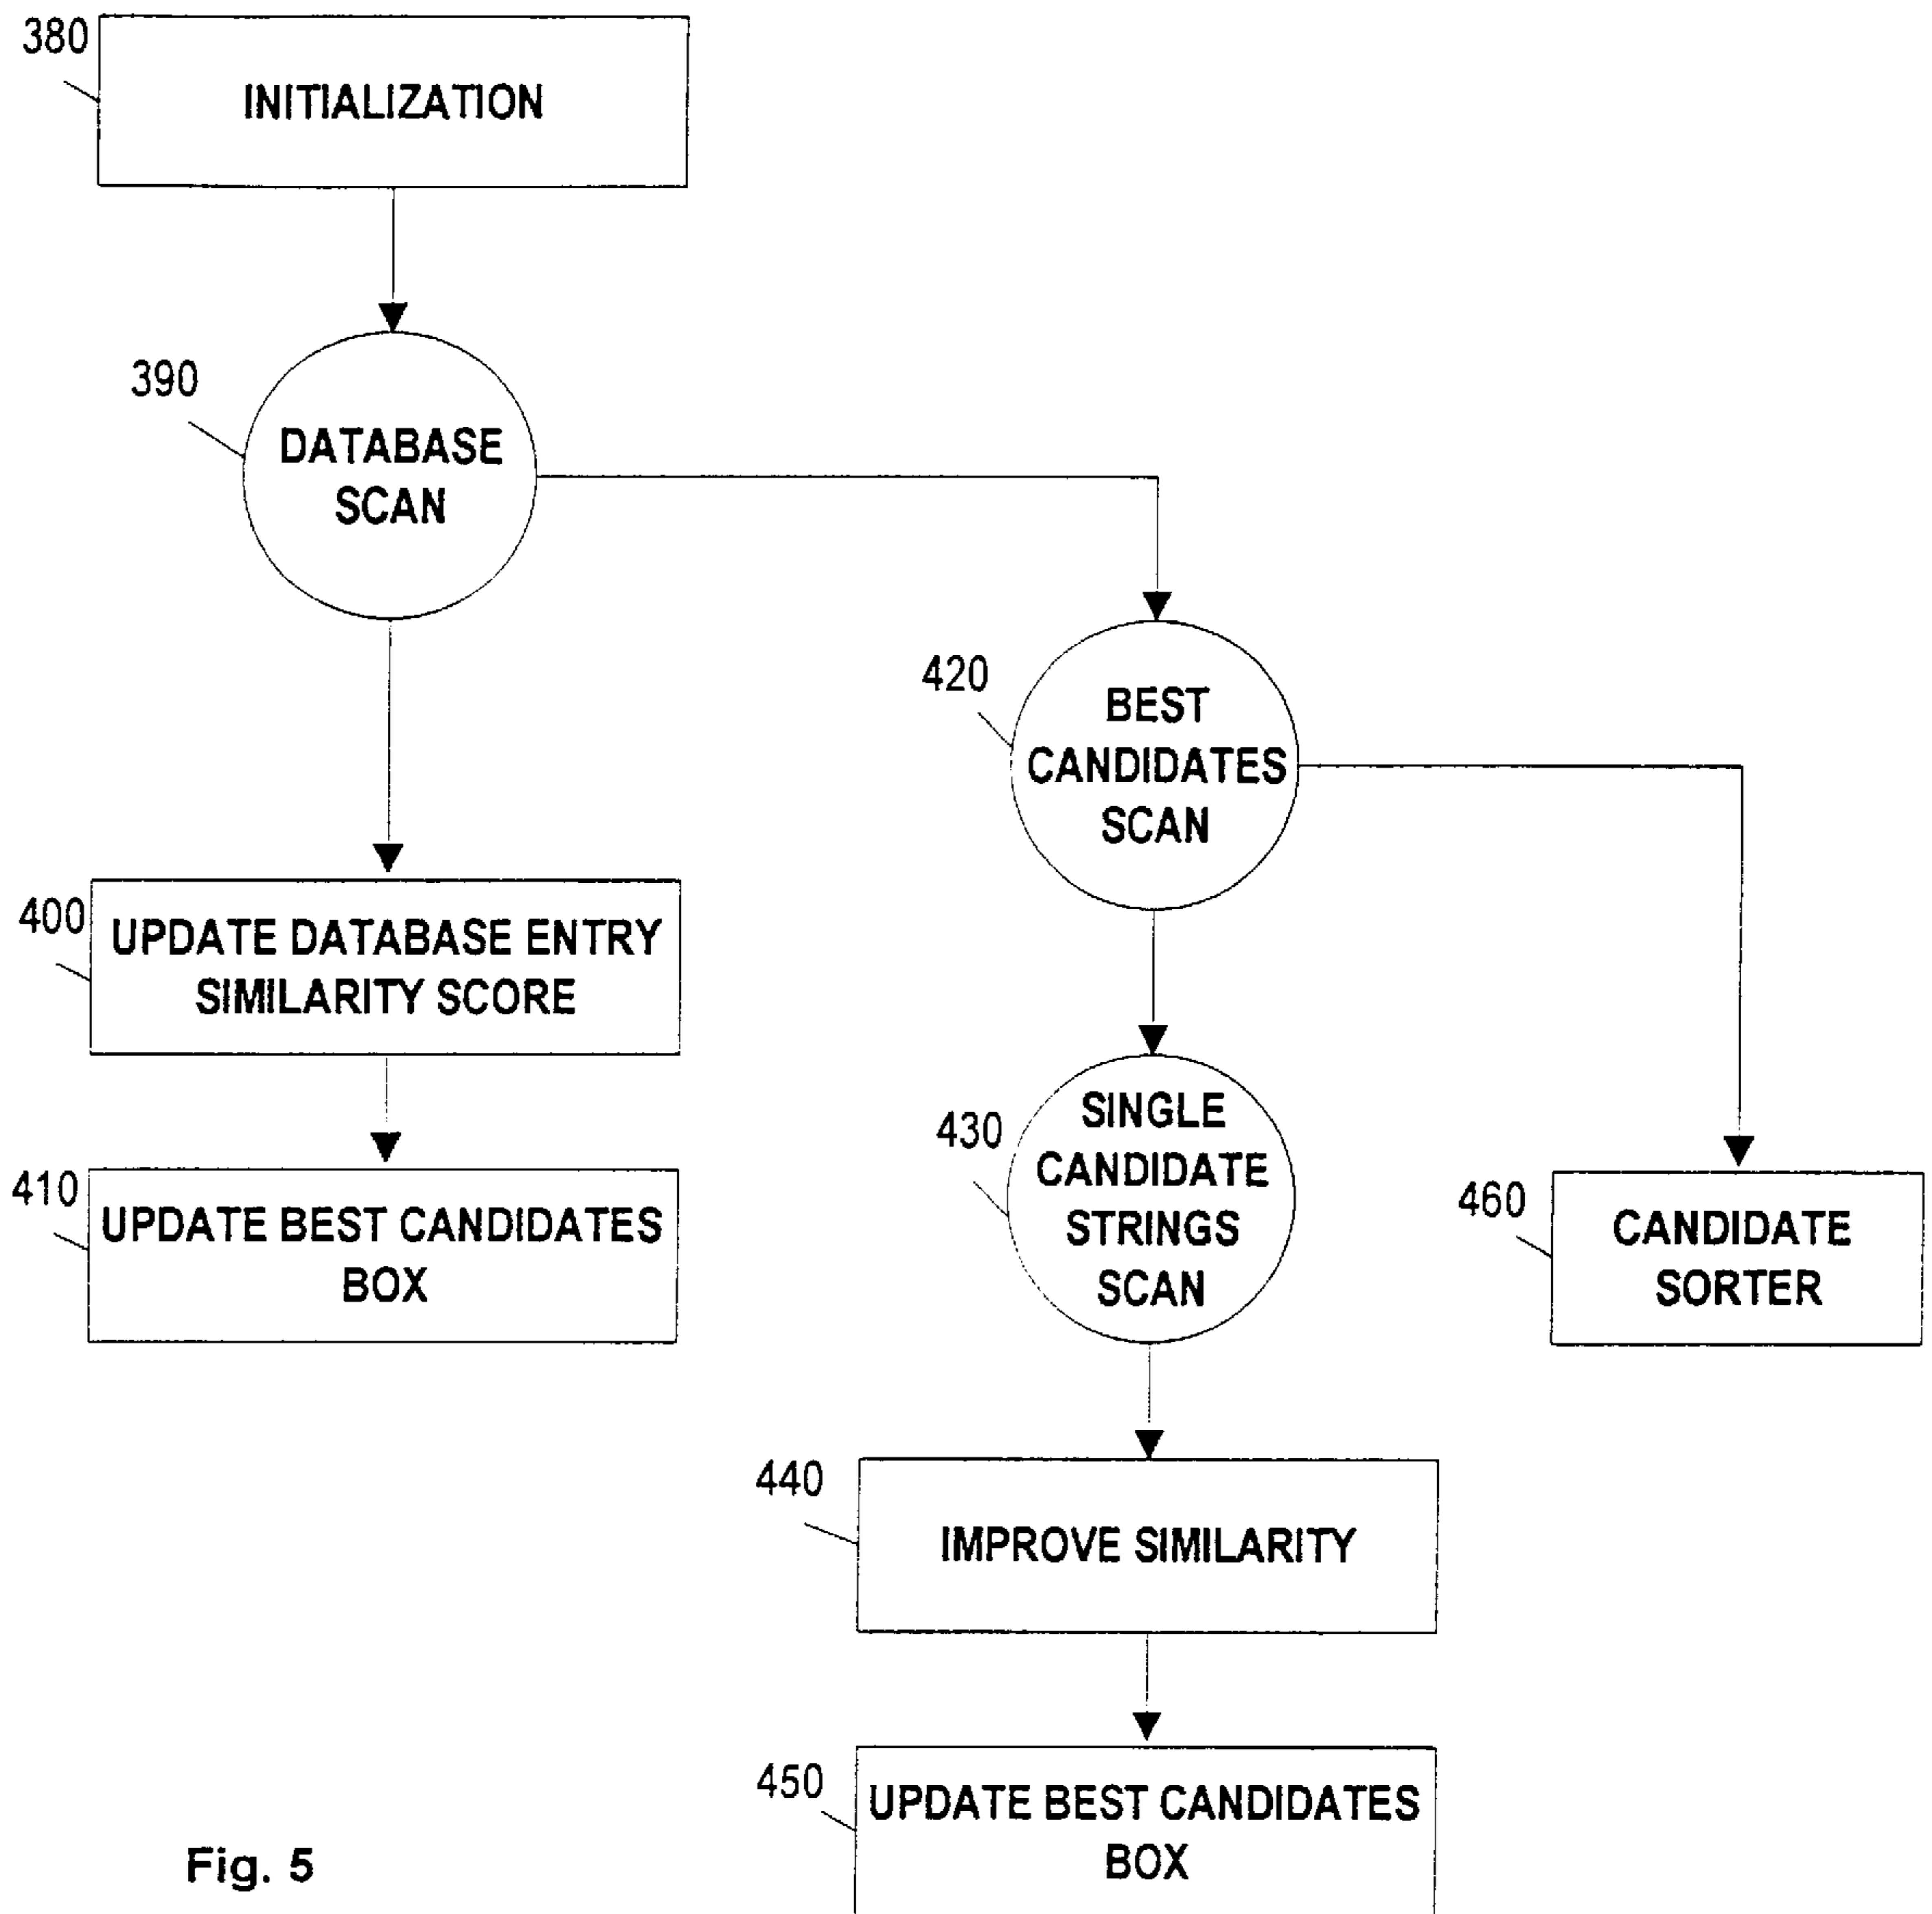 380
INITIALIZATION
390
DATABASE
SCAN
420
BEST
CANDIDATES
SCAN
400
UPDATE DATABASE ENTRY
SIMILARITY SCORE
430
SINGLE
CANDIDATE
STRINGS
SCAN
410
UPDATE BEST CANDIDATES
BOX
460
CANDIDATE
SORTER
440
IMPROVE SIMILARITY
450
UPDATE BEST CANDIDATES
BOX
Fig. 5